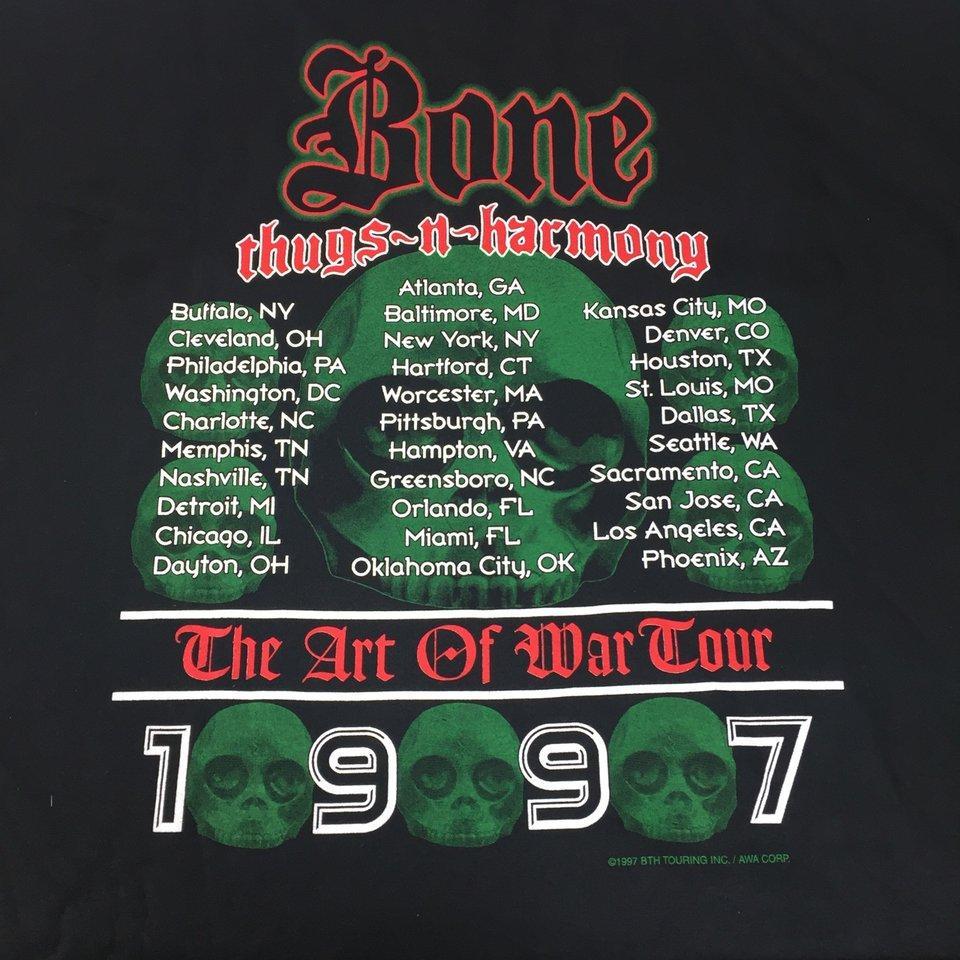 Bone
thugs~n~harmony
Buffalo, NY
Cleveland, OH
Philadelphia, PA
Washington, DC
Charlotte, NC
Memphis, TN
Nashville, TN
Detroit, MI
Chicago, IL
Dayton, OH
Atlanta, GA
Baltimore, MD
New York, NY
Hartford, CT
Worcester, MA
Pittsburgh, PA
Hampton, VA
Greensboro, NC
Orlando, FL
Miami, FL
Oklahoma City, OK
Kansas City, MO
Denver, CO
Houston, TX
St. Louis, MO
Dallas, TX
Seattle, WA
Sacramento, CA
San Jose, CA
Los Angeles, CA
Phoenix, AZ
The Art Of War Tour
1997
©1997 BTH TOURING INC. / AWA CORP.